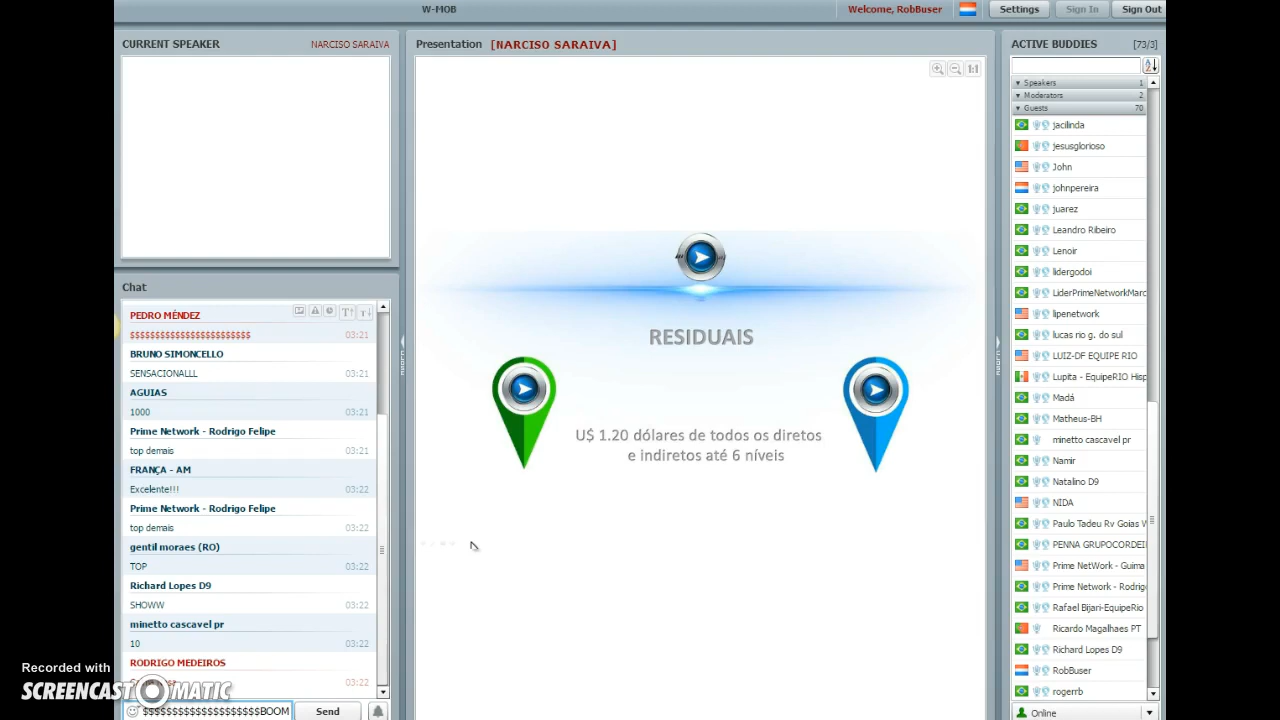 W-MOB
Welcome, RobBuser
Settings
Sign In
Sign Out
CURRENT SPEAKER
NARCISO SARAIVA
Presentation
[NARCISO SARAIVA]
ACTIVE BUDDIES
[73/3]
1:1
Speakers 1
Moderators 2
Guests 70
jacilinda
jesusglorioso
John
johnpereira
juarez
Leandro Ribeiro
Lenoir
lidergodoi
LiderPrimeNetworkMarc
lipenetwork
lucas rio g. do sul
LUIZ-DF EQUIPE RIO
Lupita - EquipeRIO Hisp
Madá
Matheus-BH
minetto cascavel pr
Namir
Natalino D9
NIDA
Paulo Tadeu Rv Goias
PENNA GRUPOCORDEI
Prime NetWork - Guima
Prime Network - Rodrig
Rafael Bijari-EquipeRio
Ricardo Magalhaes PT
Richard Lopes D9
RobBuser
rogerrb
Online
RESIDUAIS
U$ 1.20 dólares de todos os diretos
e indiretos até 6 níveis
Chat
PEDRO MÉNDEZ
$$$$$$$$$$$$$$$$$$$$$$$$ 03:21
BRUNO SIMONCELLO
SENSACIONALLL 03:21
AGUIAS
1000 03:21
Prime Network - Rodrigo Felipe
top demais 03:21
FRANÇA - AM
Excelente!!! 03:22
Prime Network - Rodrigo Felipe
top demais 03:22
gentil moraes (RO)
TOP 03:22
Richard Lopes D9
SHOWW 03:22
minetto cascavel pr
10 03:22
RODRIGO MEDEIROS
03:22
$$$$$$$$$$$$$$$$$$$$BOOM
Send
Recorded with
SCREENCAST-O-MATIC